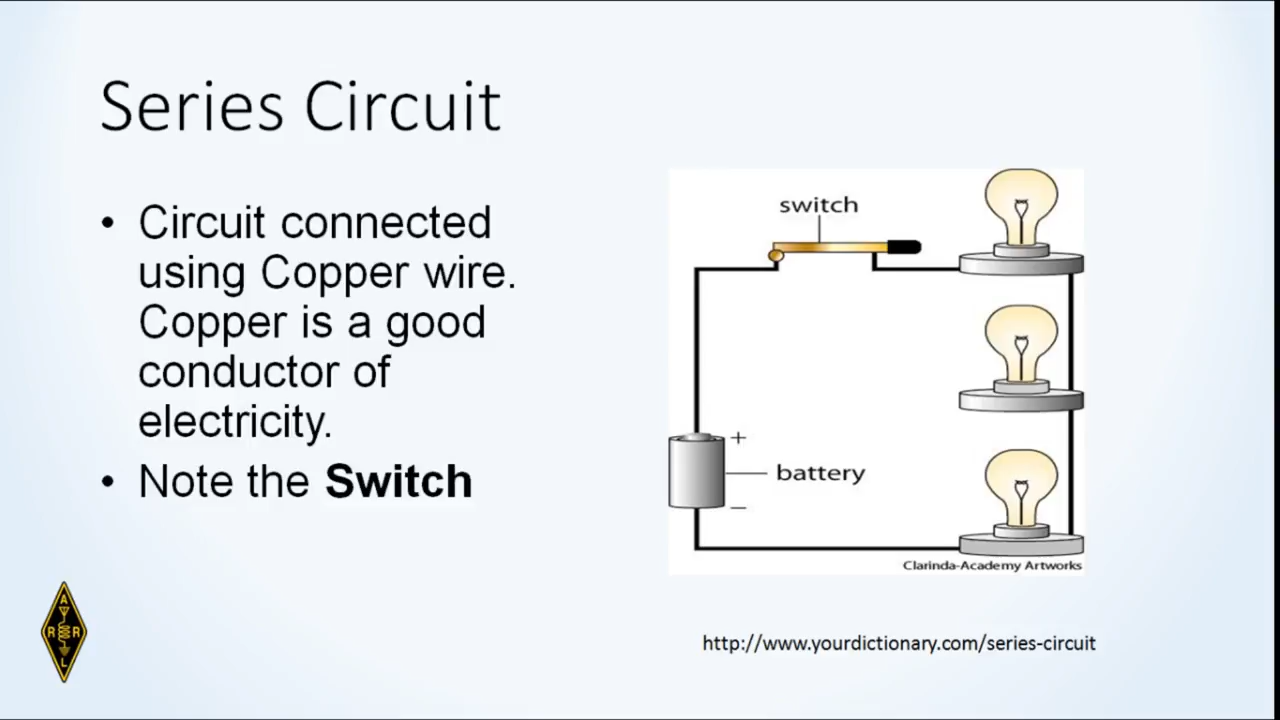 Series Circuit
• Circuit connected
using Copper wire.
Copper is a good
conductor of
electricity.
• Note the Switch
switch
+
battery
–
Clarinda-Academy Artworks
http://www.yourdictionary.com/series-circuit
A
R R
L